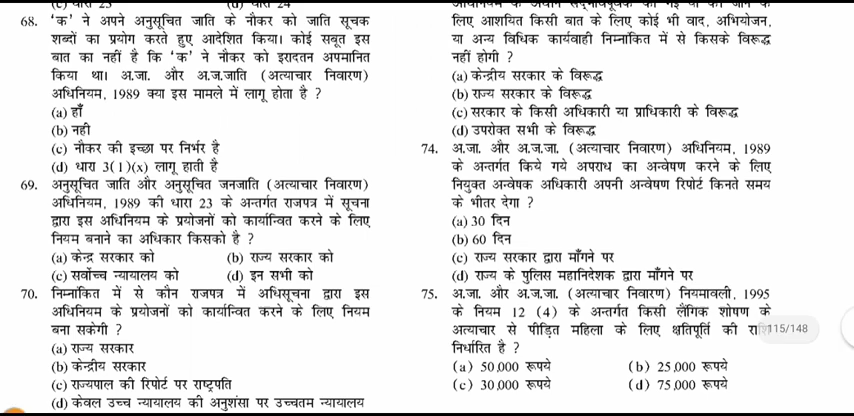 68. 'क' ने अपने अनुसूचित जाति के नौकर को जाति सूचक
शब्दों का प्रयोग करते हुए आदेशित किया। कोई सबूत इस
बात का नहीं है कि 'क' ने नौकर को इरादतन अपमानित
किया था। अ.जा. और अ.ज.जाति (अत्याचार निवारण)
अधिनियम, 1989 क्या इस मामले में लागू होता है ?
(a) हाँ
(b) नही
(c) नौकर की इच्छा पर निर्भर है
(d) धारा 3(1)(x) लागू हाती है
69. अनुसूचित जाति और अनुसूचित जनजाति (अत्याचार निवारण)
अधिनियम, 1989 की धारा 23 के अन्तर्गत राजपत्र में सूचना
द्वारा इस अधिनियम के प्रयोजनों को कार्यान्वित करने के लिए
नियम बनाने का अधिकार किसको है ?
(a) केन्द्र सरकार को (b) राज्य सरकार को
(c) सर्वोच्च न्यायालय को (d) इन सभी को
70. निम्नांकित में से कौन राजपत्र में अधिसूचना द्वारा इस
अधिनियम के प्रयोजनों को कार्यान्वित करने के लिए नियम
बना सकेगी ?
(a) राज्य सरकार
(b) केन्द्रीय सरकार
(c) राज्यपाल की रिपोर्ट पर राष्ट्रपति
(d) केवल उच्च न्यायालय की अनुशंसा पर उच्चतम न्यायालय
लिए आशयित किसी बात के लिए कोई भी वाद, अभियोजन,
या अन्य विधिक कार्यवाही निम्नांकित में से किसके विरूद्ध
नहीं होगी ?
(a) केन्द्रीय सरकार के विरूद्ध
(b) राज्य सरकार के विरूद्ध
(c) सरकार के किसी अधिकारी या प्राधिकारी के विरूद्ध
(d) उपरोक्त सभी के विरूद्ध
74. अ.जा. और अ.ज.जा. (अत्याचार निवारण) अधिनियम, 1989
के अन्तर्गत किये गये अपराध का अन्वेषण करने के लिए
नियुक्त अन्वेषक अधिकारी अपनी अन्वेषण रिपोर्ट कितने समय
के भीतर देगा ?
(a) 30 दिन
(b) 60 दिन
(c) राज्य सरकार द्वारा माँगने पर
(d) राज्य के पुलिस महानिदेशक द्वारा माँगने पर
75. अ.जा. और अ.ज.जा. (अत्याचार निवारण) नियमावली, 1995
के नियम 12 (4) के अन्तर्गत किसी लैंगिक शोषण के
अत्याचार से पीड़ित महिला के लिए क्षतिपूर्ति की 115/148
निर्धारित है ?
(a) 50,000 रूपये (b) 25,000 रूपये
(c) 30,000 रूपये (d) 75,000 रूपये